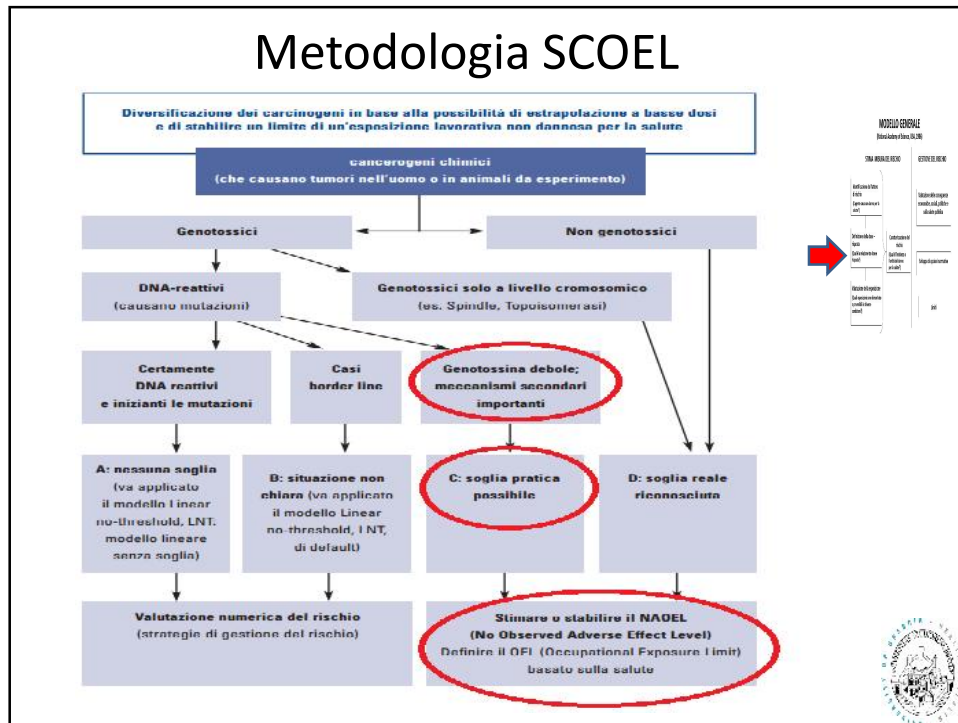 Metodologia SCOEL
Diversificazione dei carcinogeni in base alla possibilità di estrapolazione a basse dosi
e di stabilire un limite di un'esposizione lavorativa non dannosa per la salute
cancerogeni chimici
(che causano tumori nell'uomo o in animali da esperimento)
Genotossici
Non genotossici
DNA-reattivi
(causano mutazioni)
Genotossici solo a livello cromosomico
(es. Spindle, Topoisomerasi)
Certamente
DNA reattivi
e inizianti le mutazioni
Casi
border line
Genotossina debole;
meccanismi secondari
importanti
A: nessuna soglia
(va applicato
il modello Linear
no-threshold, LNT.
modello lineare
senza soglia)
B: situazione non
chiara (va applicato
il modello Linear
no-threshold, LNT,
di default)
C: soglia pratica
possibile
D: soglia reale
riconosciuta
Valutazione numerica del rischio
(strategie di gestione del rischio)
Stimare o stabilire il NAOEL
(No Observed Adverse Effect Level)
Definire il OEL (Occupational Exposure Limit)
basato sulla salute
MODELLO GENERALE
GESTIONE DEL RISCHIO